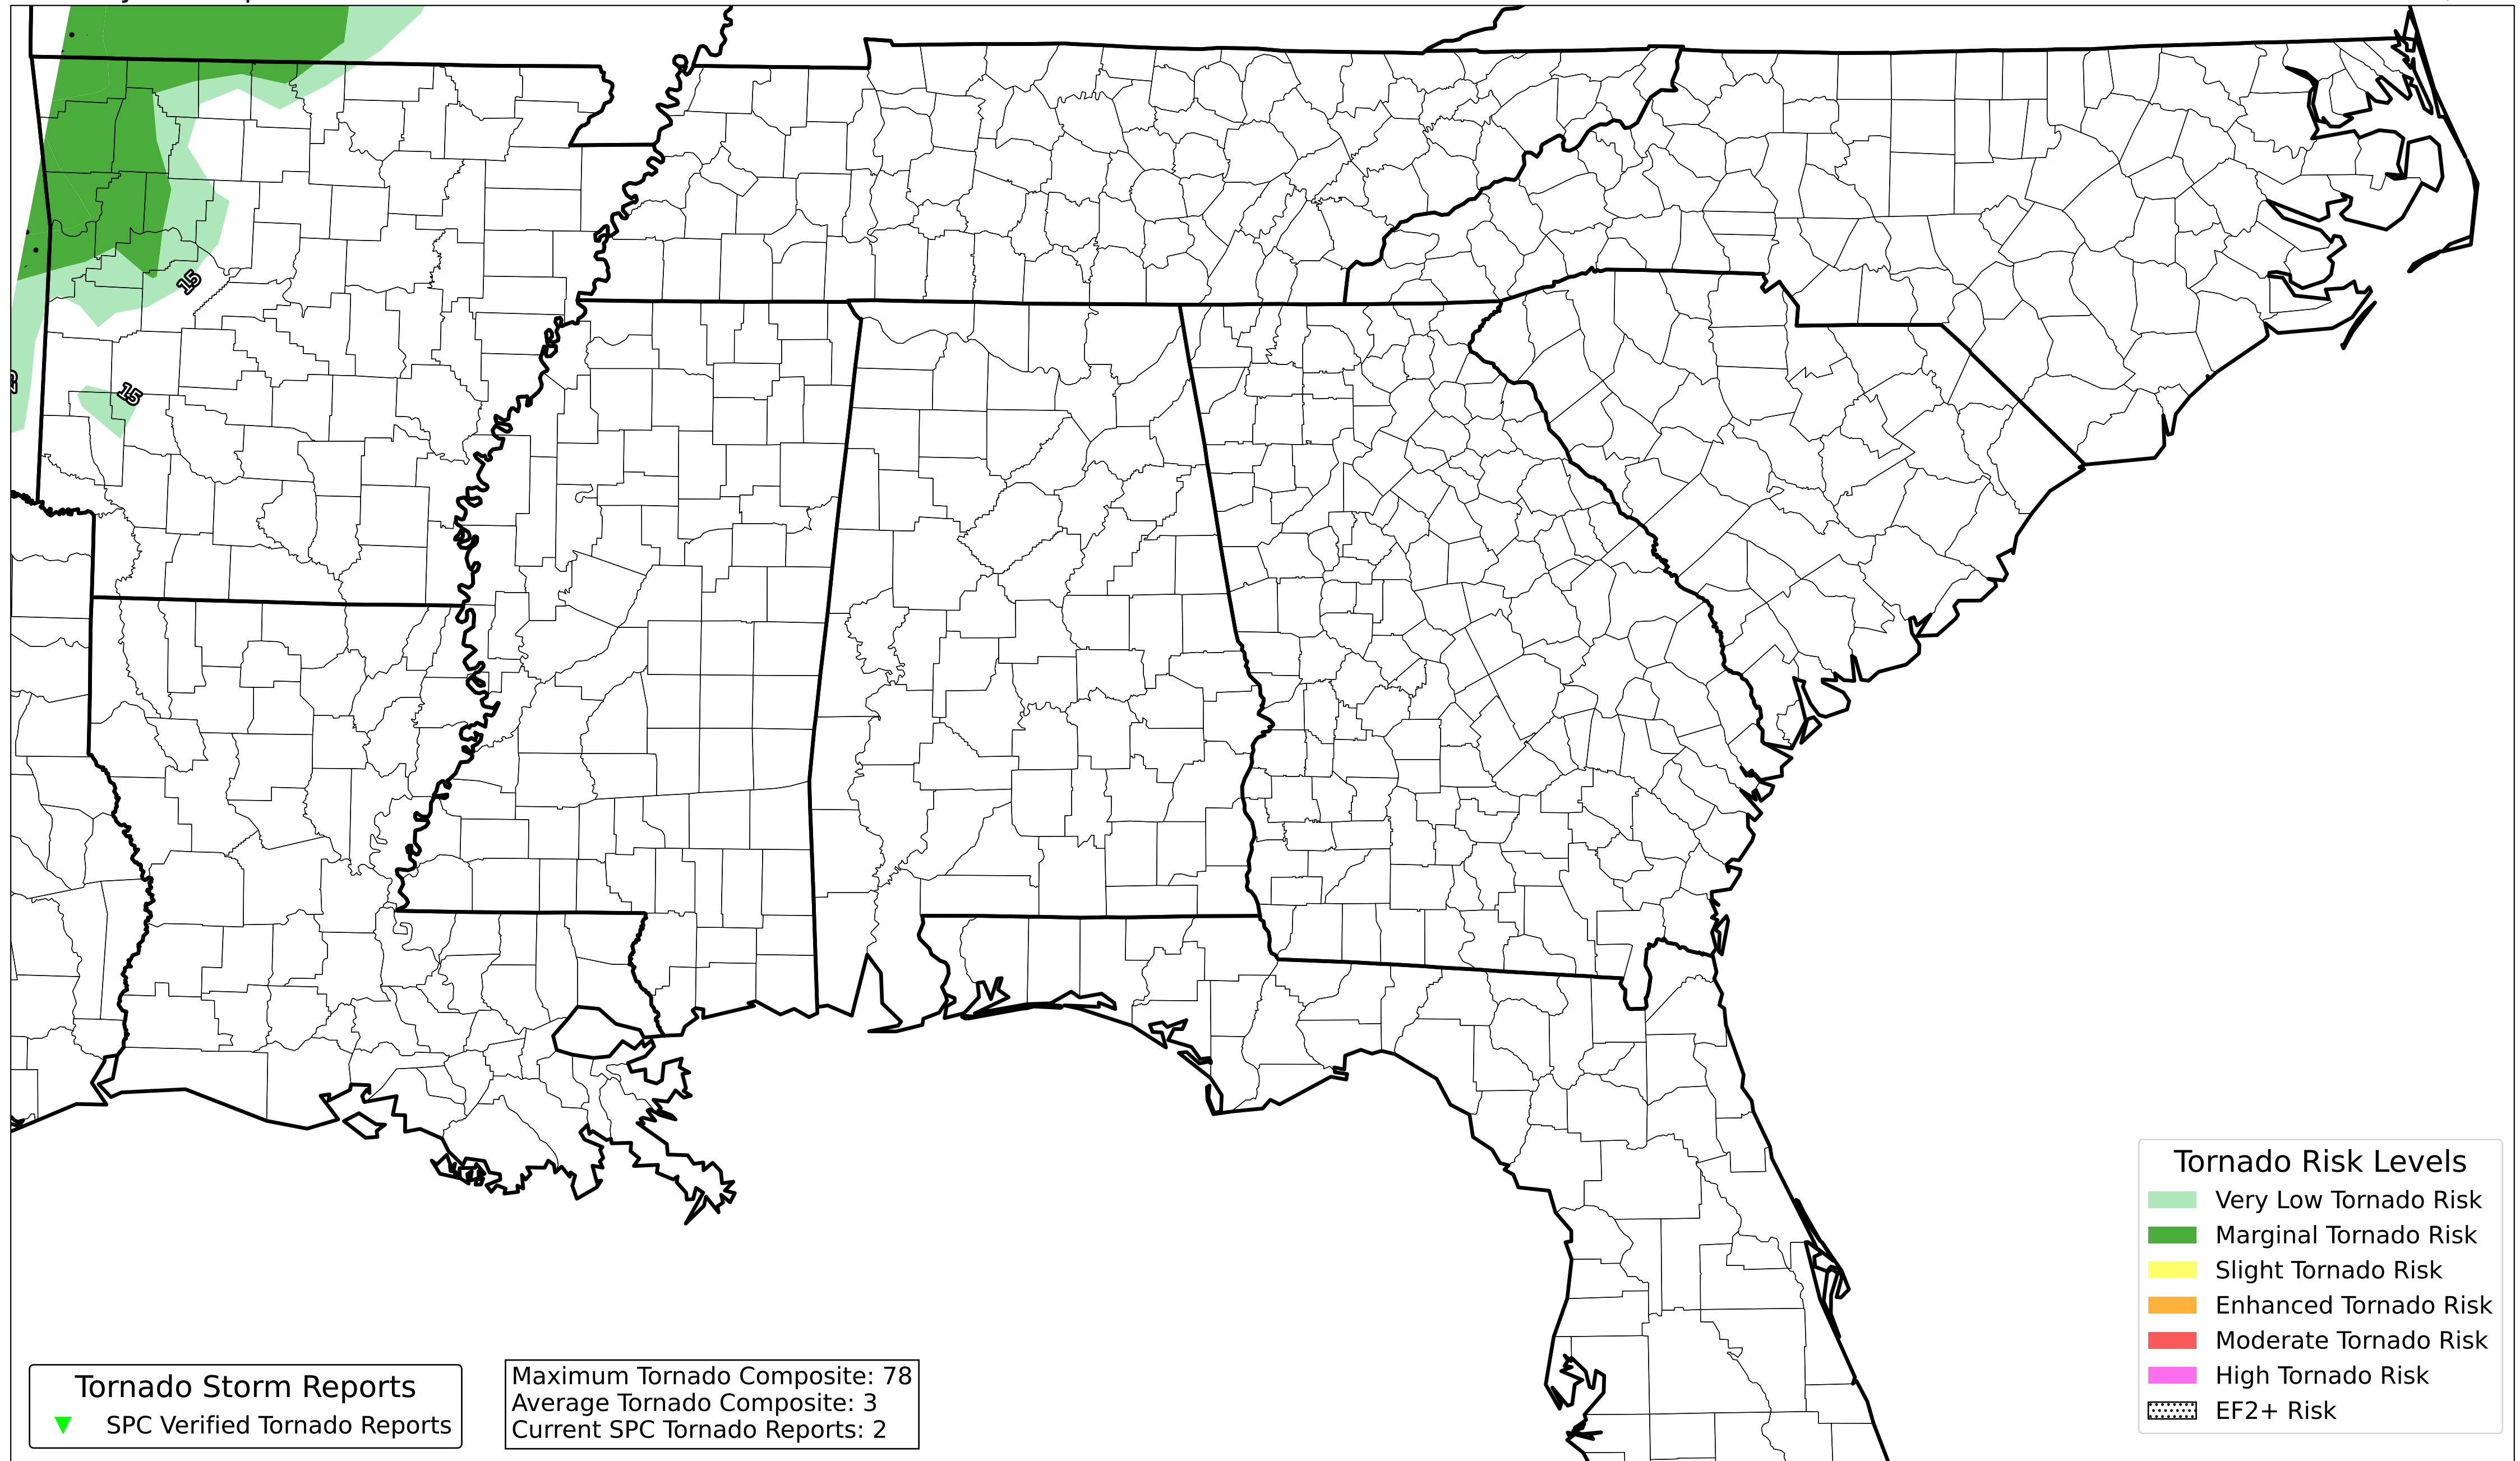 15
15
Tornado Risk Levels
Very Low Tornado Risk
Marginal Tornado Risk
Slight Tornado Risk
Enhanced Tornado Risk
Moderate Tornado Risk
High Tornado Risk
EF2+ Risk
Tornado Storm Reports
SPC Verified Tornado Reports
Maximum Tornado Composite: 78
Average Tornado Composite: 3
Current SPC Tornado Reports: 2